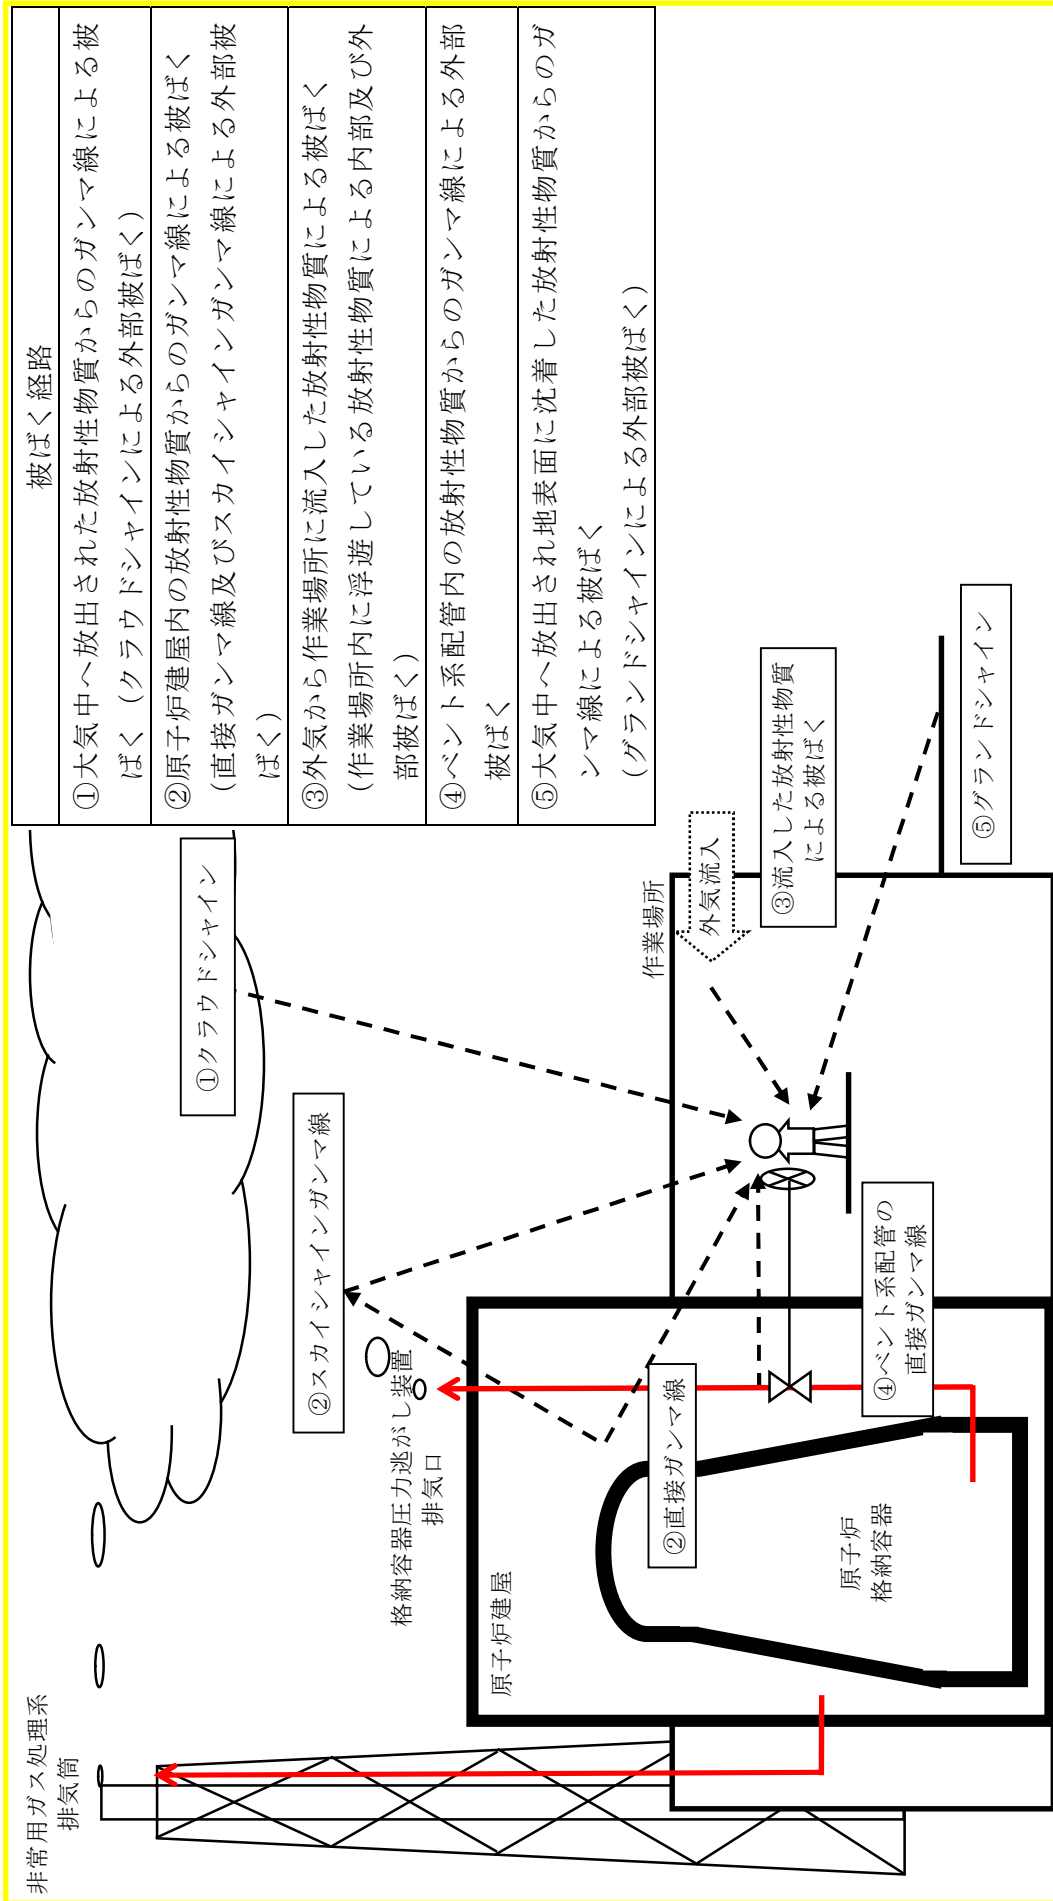 非常用ガス処理系
排気筒
格納容器圧力逃がし装置
排気口
原子炉建屋
原子炉
格納容器
②直接ガンマ線
②スカイシャインガンマ線
④ベント系配管の
直接ガンマ線
①クラウドシャイン
作業場所
外気流入
③流入した放射性物質
による被ばく
⑤グランドシャイン
被ばく経路
①大気中へ放出された放射性物質からのガンマ線による被
ばく（クラウドシャインによる外部被ばく）
②原子炉建屋内の放射性物質からのガンマ線による被ばく
（直接ガンマ線及びスカイシャインガンマ線による外部被
ばく）
③外気から作業場所に流入した放射性物質による被ばく
（作業場所内に浮遊している放射性物質による内部及び外
部被ばく）
④ベント系配管内の放射性物質からのガンマ線による外部
被ばく
⑤大気中へ放出され地表面に沈着した放射性物質からのガ
ンマ線による被ばく
（グランドシャインによる外部被ばく）